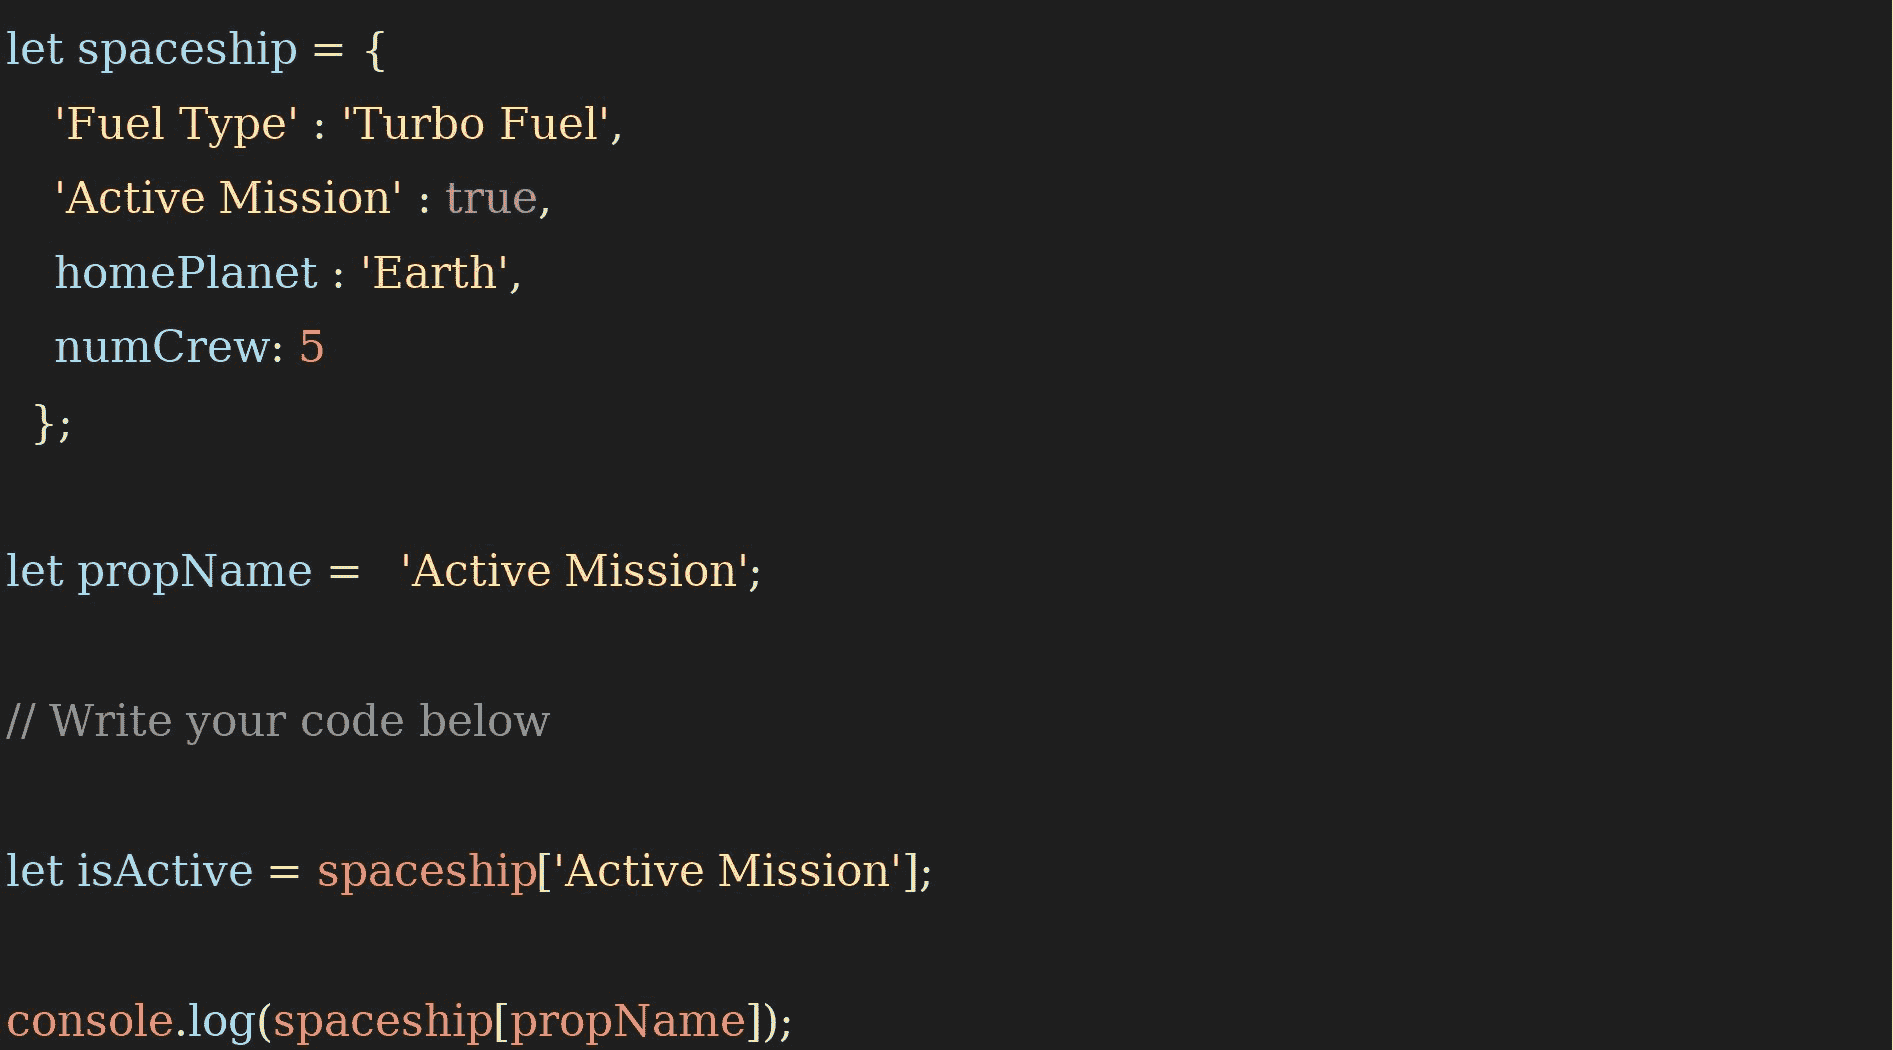 let spaceship = {
'Fuel Type' : 'Turbo Fuel',
'Active Mission' : true,
homePlanet : 'Earth',
numCrew: 5
};
let propName =   'Active Mission';
// Write your code below
let isActive = spaceship['Active Mission'];
console.log(spaceship[propName]);